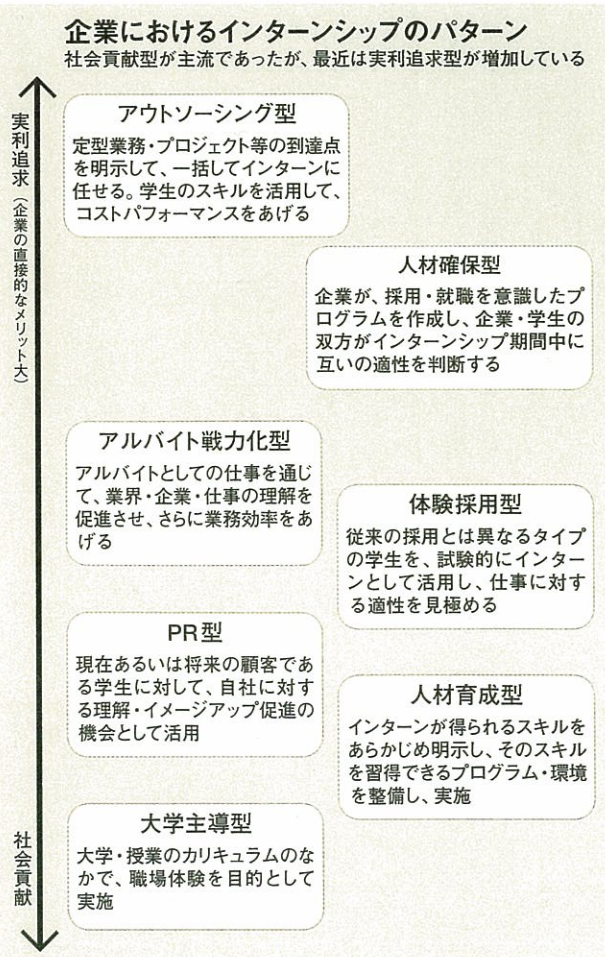 企業におけるインターンシップのパターン
社会貢献型が主流であったが、最近は実利追求型が増加している
実利追求（企業の直接的なメリット大）
アウトソーシング型
定型業務・プロジェクト等の到達点
を明示して、一括してインターンに
任せる。学生のスキルを活用して、
コストパフォーマンスをあげる
人材確保型
企業が、採用・就職を意識したプ
ログラムを作成し、企業・学生の
双方がインターンシップ期間中に
互いの適性を判断する
アルバイト戦力化型
アルバイトとしての仕事を通じ
て、業界・企業・仕事の理解を
促進させ、さらに業務効率をあ
げる
体験採用型
従来の採用とは異なるタイプ
の学生を、試験的にインター
ンとして活用し、仕事に対す
る適性を見極める
PR型
現在あるいは将来の顧客であ
る学生に対して、自社に対す
る理解・イメージアップ促進の
機会として活用
人材育成型
インターンが得られるスキルを
あらかじめ明示し、そのスキル
を習得できるプログラム・環境
を整備し、実施
大学主導型
大学・授業のカリキュラムのな
かで、職場体験を目的として
実施
社会貢献